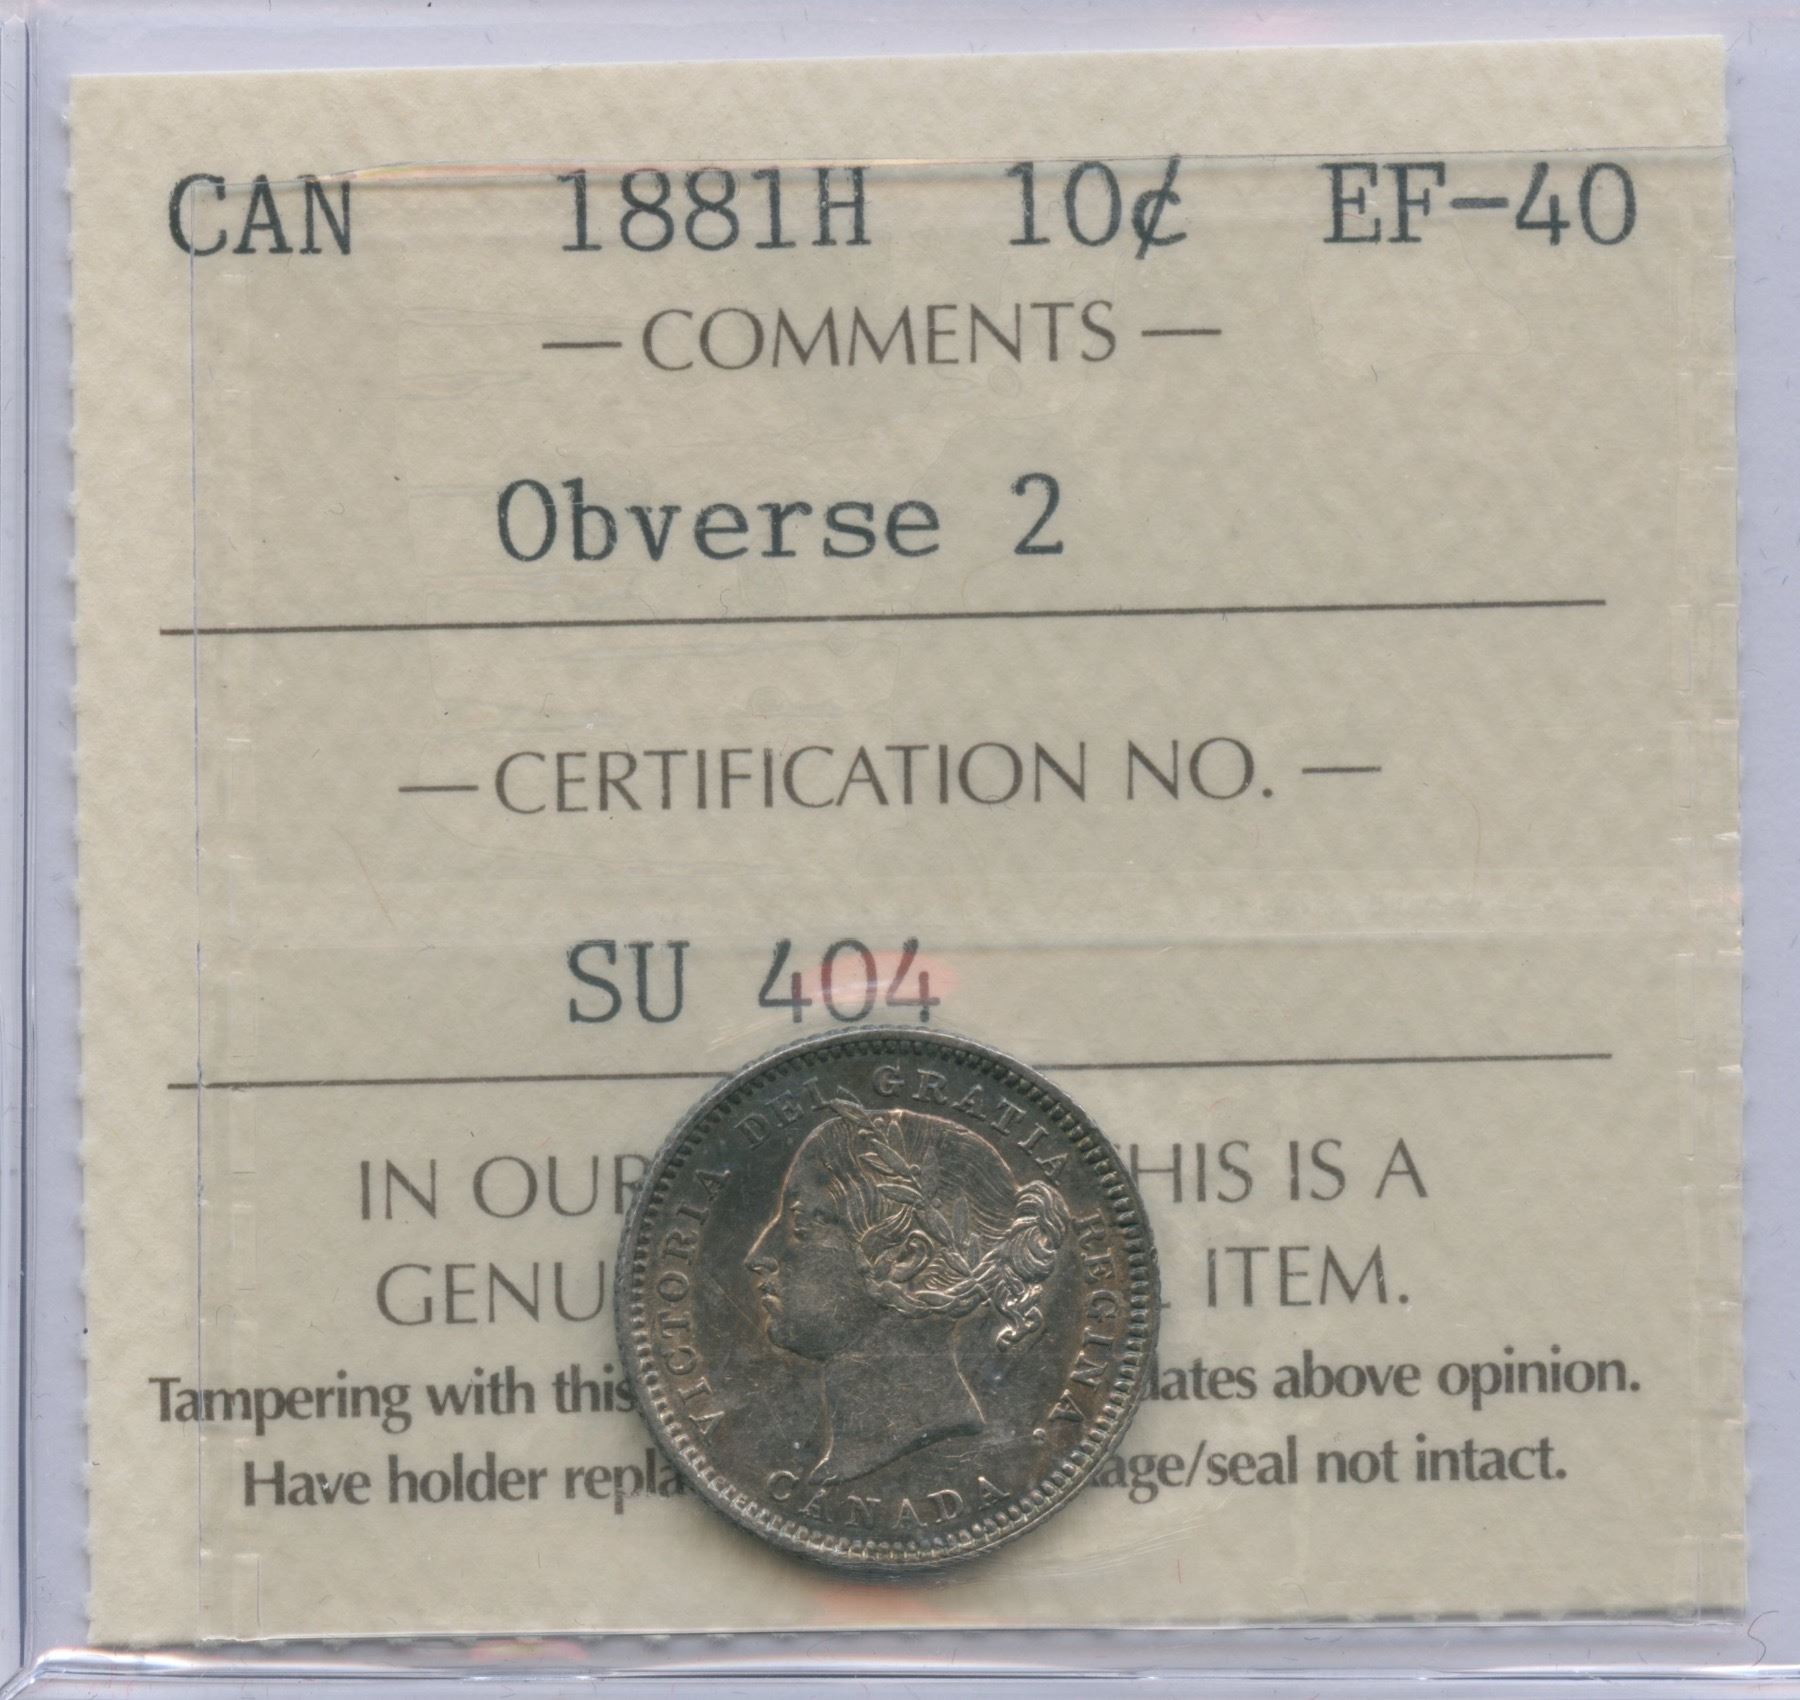 CAN 1881H 10¢ EF-40
— COMMENTS —
Obverse 2
— CERTIFICATION NO. —
SU 404
IN OUR HIS IS A
GENU ITEM.
Tampering with this lates above opinion.
Have holder repla age/seal not intact.
VICTORIA DEI GRATIA REGINA.
CANADA